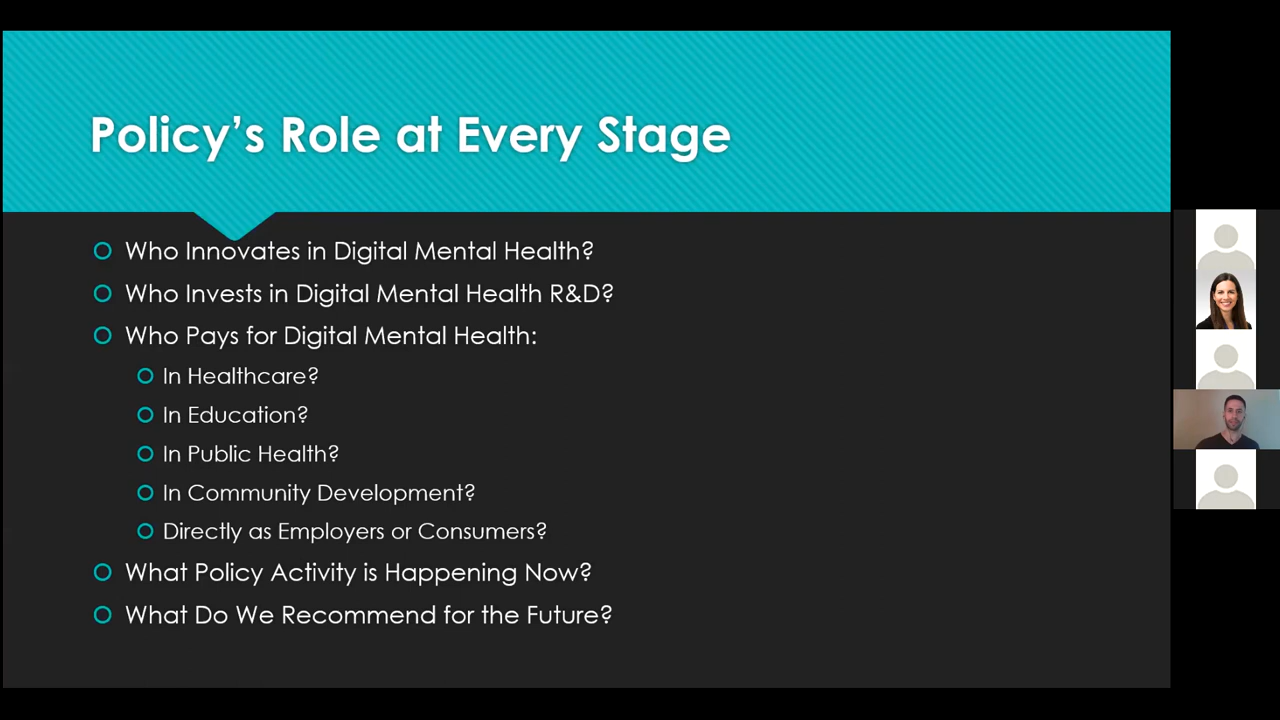 Policy's Role at Every Stage
Who Innovates in Digital Mental Health?
Who Invests in Digital Mental Health R&D?
Who Pays for Digital Mental Health:
In Healthcare?
In Education?
In Public Health?
In Community Development?
Directly as Employers or Consumers?
What Policy Activity is Happening Now?
What Do We Recommend for the Future?